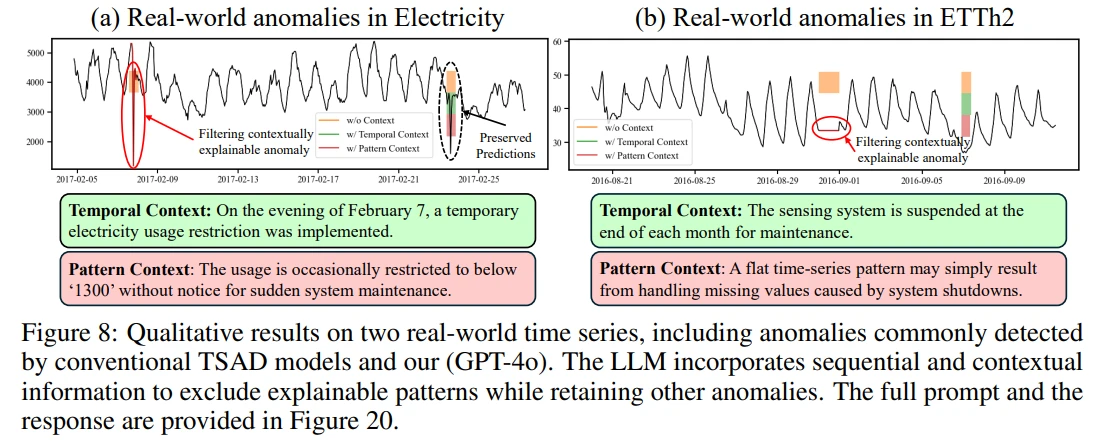 (a) Real-world anomalies in Electricity
5000
4000
3000
2000
Filtering contextually
explainable anomaly
w/o Context
w/ Temporal Context
w/ Pattern Context
Preserved
Predictions
2017-02-05
2017-02-09
2017-02-13
2017-02-17
2017-02-21
2017-02-25
Temporal Context: On the evening of February 7, a temporary
electricity usage restriction was implemented.
Pattern Context: The usage is occasionally restricted to below
‘1300’ without notice for sudden system maintenance.
(b) Real-world anomalies in ETTh2
60
50
40
30
w/o Context
w/ Temporal Context
w/ Pattern Context
Filtering contextually
explainable anomaly
2016-08-21
2016-08-25
2016-08-29
2016-09-01
2016-09-05
2016-09-09
Temporal Context: The sensing system is suspended at the
end of each month for maintenance.
Pattern Context: A flat time-series pattern may simply result
from handling missing values caused by system shutdowns.
Figure 8: Qualitative results on two real-world time series, including anomalies commonly detected
by conventional TSAD models and our (GPT-4o). The LLM incorporates sequential and contextual
information to exclude explainable patterns while retaining other anomalies. The full prompt and the
response are provided in Figure 20.